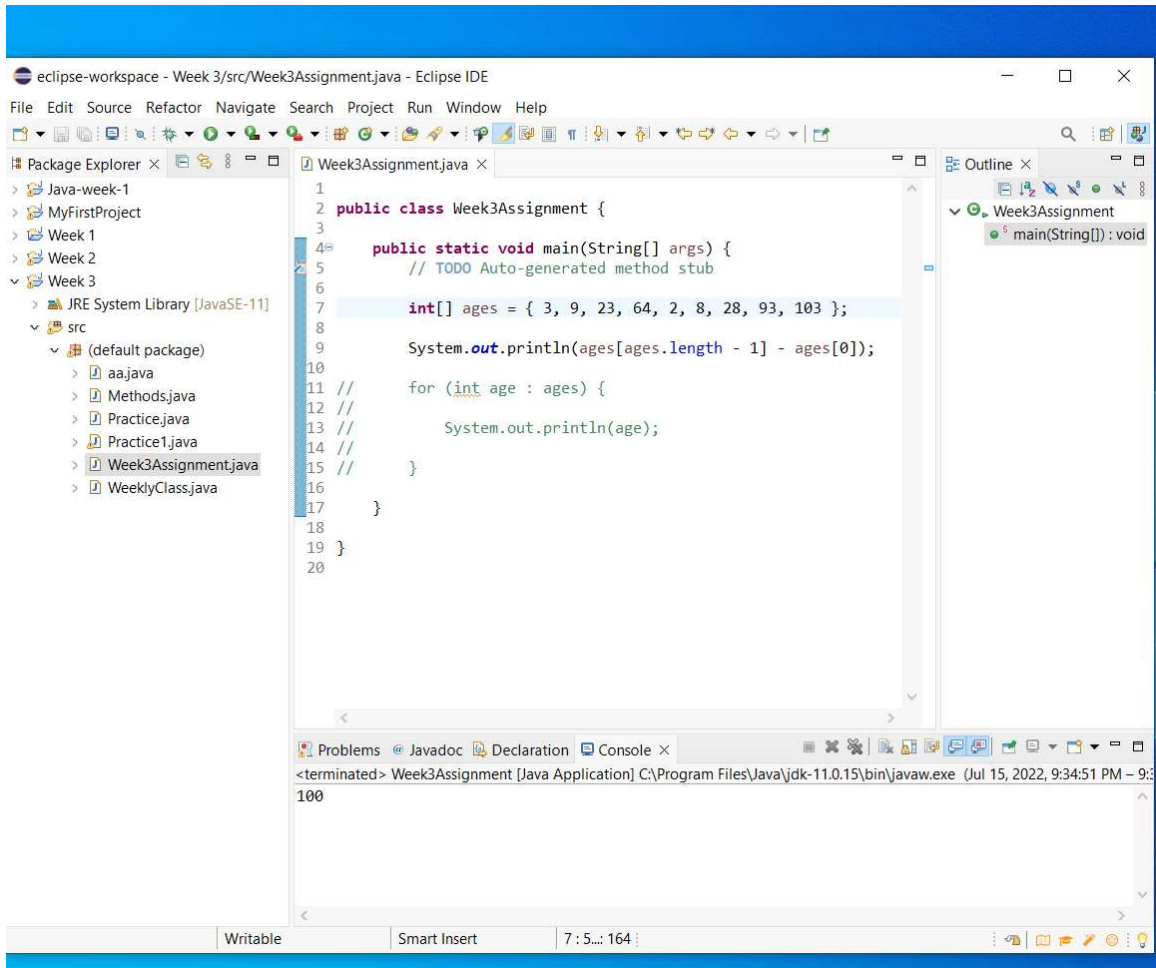 eclipse-workspace - Week 3/src/Week3Assignment.java - Eclipse IDE
File Edit Source Refactor Navigate Search Project Run Window Help
Package Explorer
Java-week-1
MyFirstProject
Week 1
Week 2
Week 3
JRE System Library [JavaSE-11]
src
(default package)
aa.java
Methods.java
Practice.java
Practice1.java
Week3Assignment.java
WeeklyClass.java
Week3Assignment.java
1
2 public class Week3Assignment {
3
4 public static void main(String[] args) {
5 // TODO Auto-generated method stub
6
7 int[] ages = { 3, 9, 23, 64, 2, 8, 28, 93, 103 };
8
9 System.out.println(ages[ages.length - 1] - ages[0]);
10
11 // for (int age : ages) {
12 //
13 // System.out.println(age);
14 //
15 // }
16
17 }
18
19 }
20
Outline
Week3Assignment
main(String[]) : void
Problems @ Javadoc Declaration Console
<terminated> Week3Assignment [Java Application] C:\Program Files\Java\jdk-11.0.15\bin\javaw.exe (Jul 15, 2022, 9:34:51 PM – 9:3
100
Writable Smart Insert 7 : 5...: 164